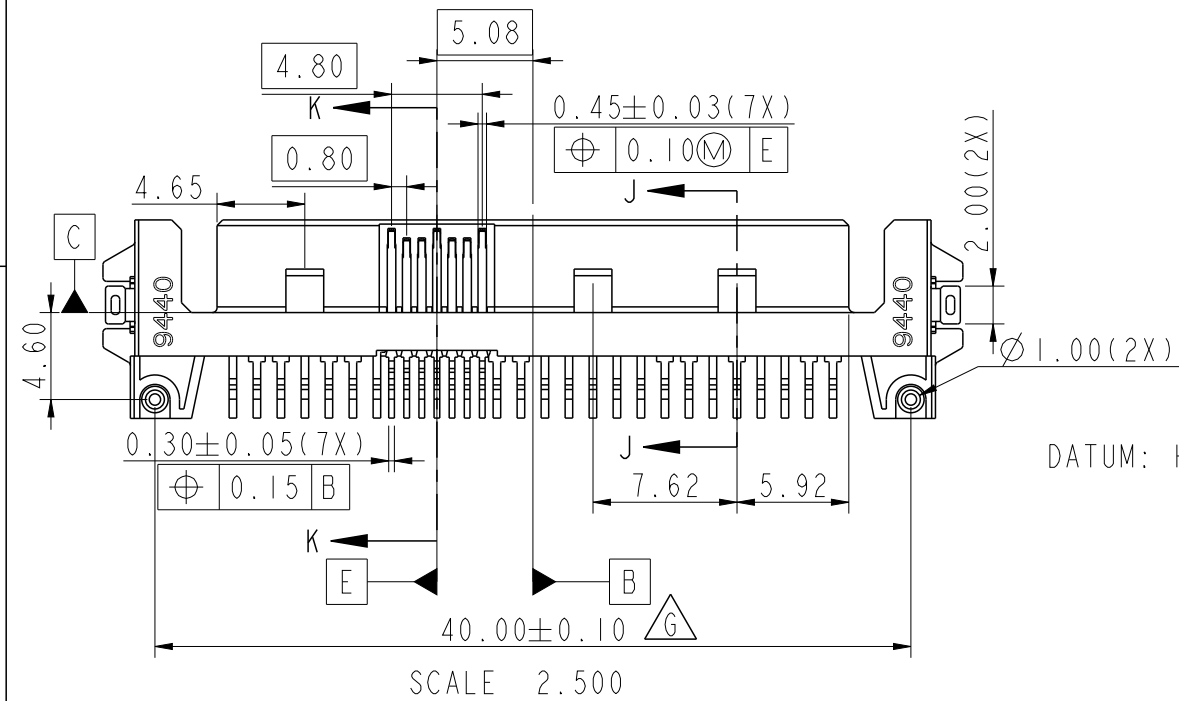 5.08
4.80
K
0.45±0.03(7X)
⌖ 0.10Ⓜ E
0.80
J
4.65
2.00(2X)
C
9440
9440
4.60
⌀1.00(2X)
0.30±0.05(7X)
⌖ 0.15 B
J
7.62
5.92
DATUM:
K
E
B
40.00±0.10
G
SCALE 2.500